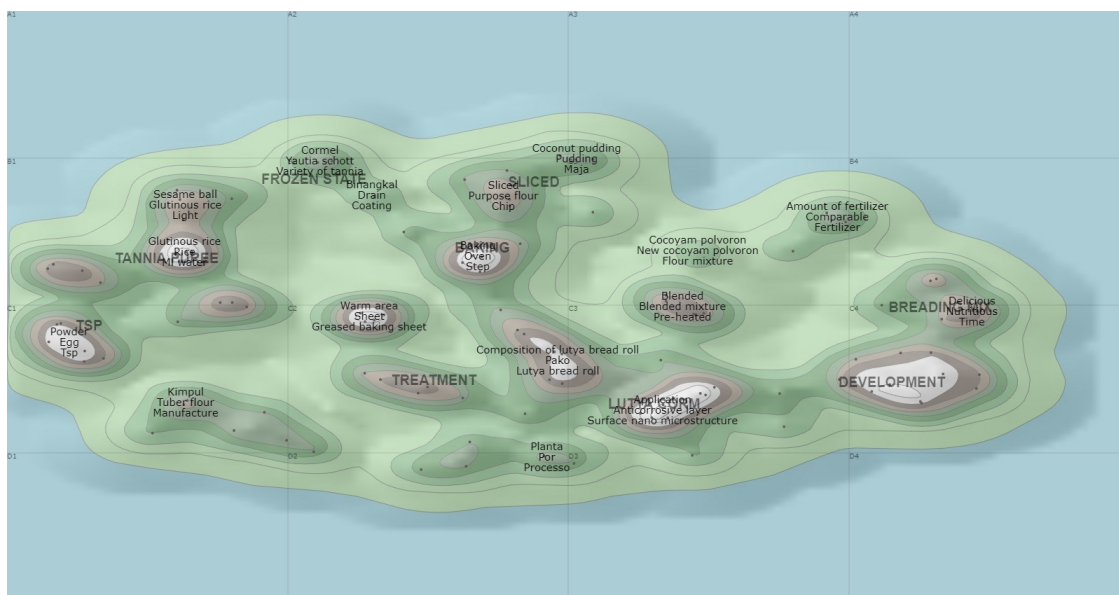 A1
A2
A3
A4
B1
B4
C1
C2
C3
C4
D1
D2
D3
D4
Cormel
Yautia schott
Variety of tannia
FROZEN STATE
Binangkal
Drain
Coating
Coconut pudding
Pudding
Maja
SLICED
Sliced
Purpose flour
Chip
Sesame ball
Glutinous rice
Light
Glutinous rice
Rice
Ml water
TANNIA PUREE
BAKING
Baking
Oven
Step
Amount of fertilizer
Comparable
Fertilizer
Cocoyam polvoron
New cocoyam polvoron
Flour mixture
Blended
Blended mixture
Pre-heated
BREADING MIX
Delicious
Nutritious
Time
TSP
Powder
Egg
Tsp
Warm area
Sheet
Greased baking sheet
Composition of lutya bread roll
Pako
Lutya bread roll
TREATMENT
DEVELOPMENT
Kimpul
Tuber flour
Manufacture
Application
Anticorrosive layer
Surface nano microstructure
Planta
Por
Processo